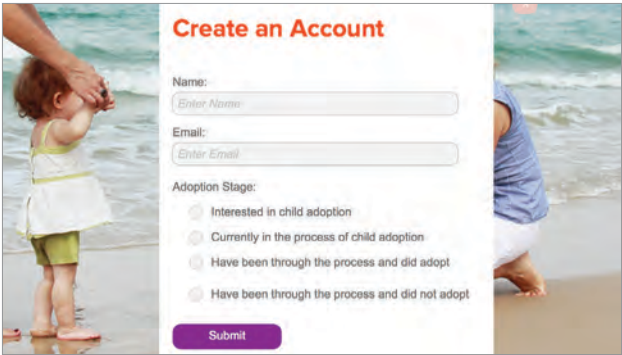 Create an Account
Name:
Enter Name
Email:
Enter Email
Adoption Stage:
Interested in child adoption
Currently in the process of child adoption
Have been through the process and did adopt
Have been through the process and did not adopt
Submit